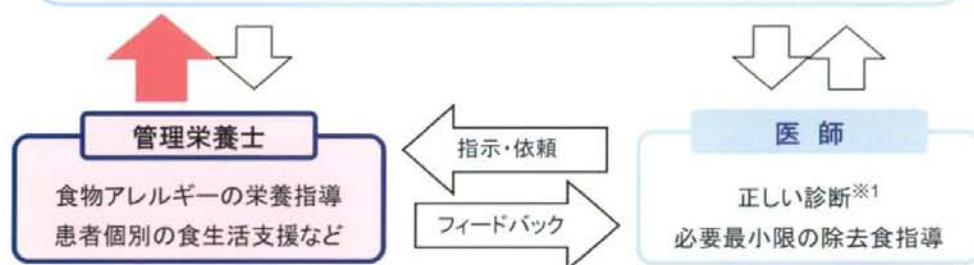 管理栄養士
食物アレルギーの栄養指導
患者個別の食生活支援など
指示・依頼
フィードバック
医 師
正しい診断※1
必要最小限の除去食指導